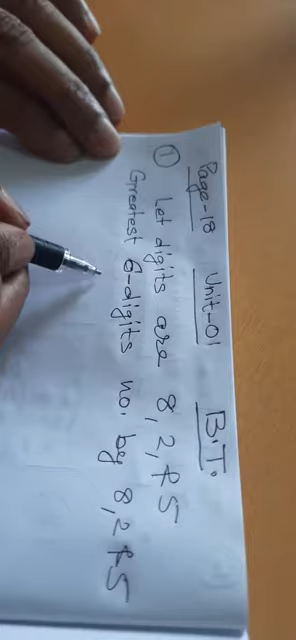 Page-18 Unit-01 B.T.
① Let digits are 8, 2, & 5
Greatest 6-digits no. by 8, 2 & 5